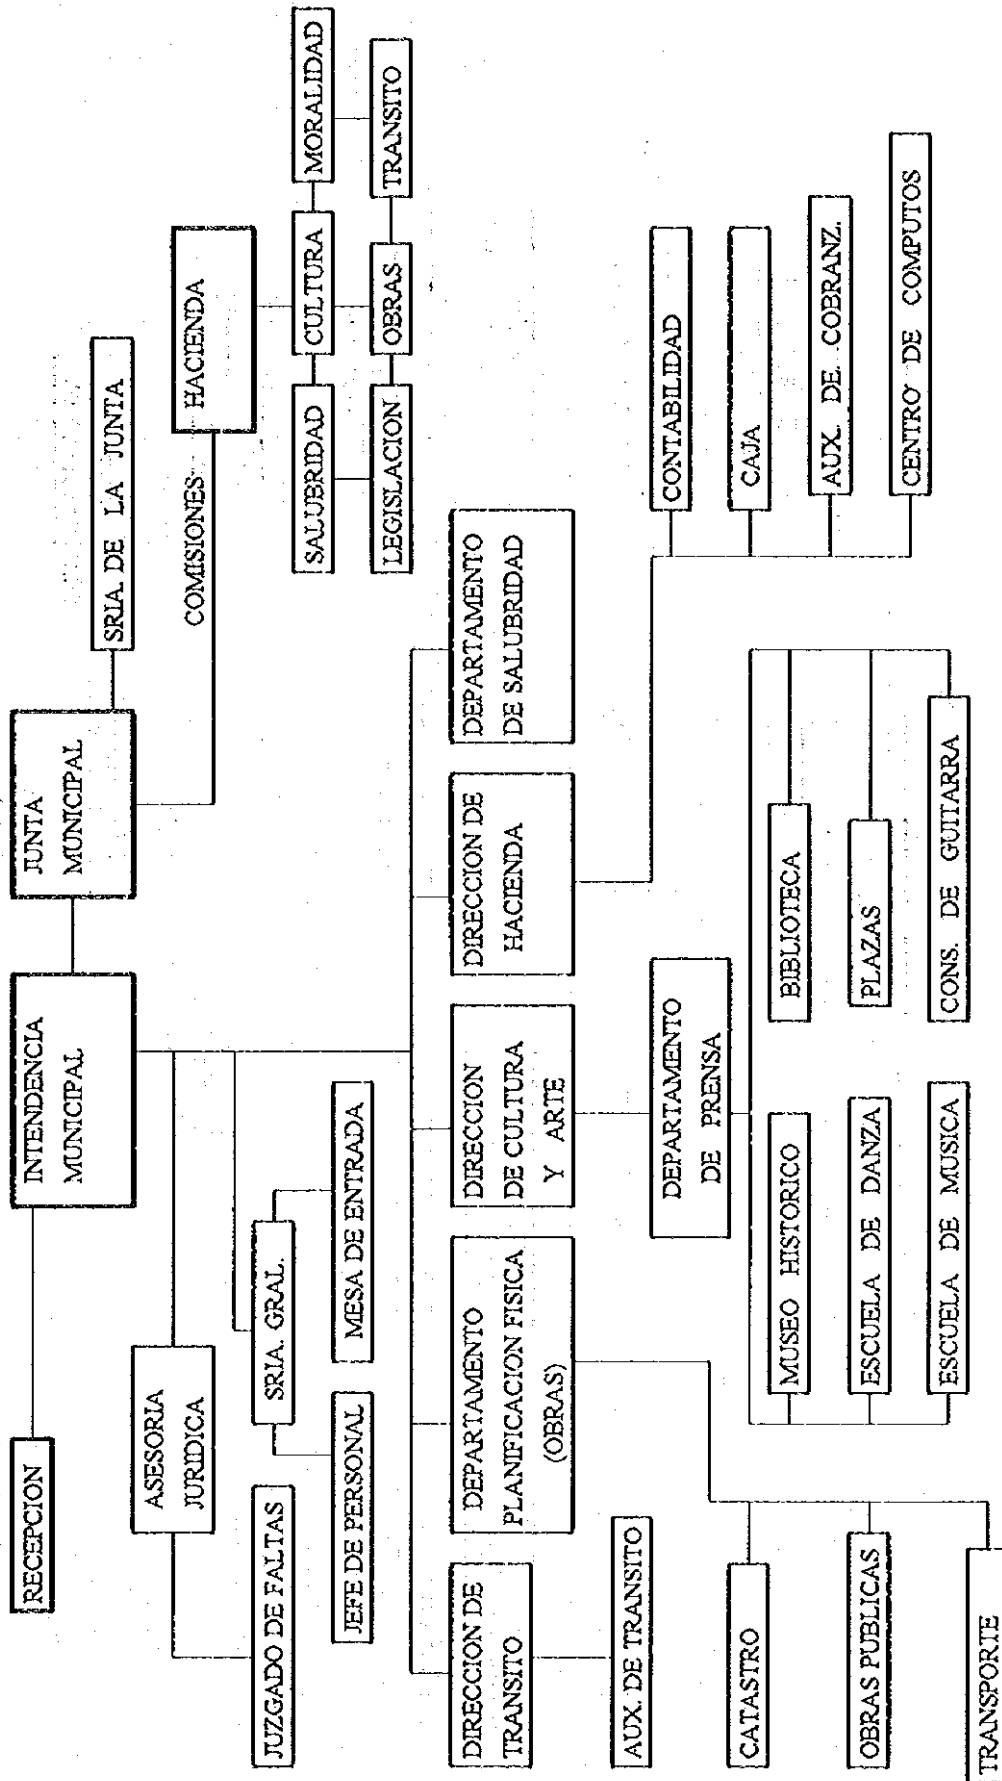 RECEPCION
INTENDENCIA
MUNICIPAL
JUNTA
MUNICIPAL
SRIA. DE LA JUNTA
ASESORIA
JURIDICA
COMISIONES
HACIENDA
JUZGADO DE FALTAS
SRIA. GRAL.
SALUBRIDAD
CULTURA
MORALIDAD
JEFE DE PERSONAL
MESA DE ENTRADA
LEGISLACION
OBRAS
TRANSITO
DIRECCION DE
TRANSITO
DEPARTAMENTO
PLANIFICACION FISICA
(OBRAS)
DIRECCION
DE CULTURA
Y ARTE
DIRECCION DE
HACIENDA
DEPARTAMENTO
DE SALUBRIDAD
AUX. DE TRANSITO
DEPARTAMENTO
DE PRENSA
CONTABILIDAD
CATASTRO
MUSEO HISTORICO
BIBLIOTECA
CAJA
OBRAS PUBLICAS
ESCUELA DE DANZA
PLAZAS
AUX. DE COBRANZ.
TRANSPORTE
ESCUELA DE MUSICA
CONS. DE GUITARRA
CENTRO DE COMPUTOS